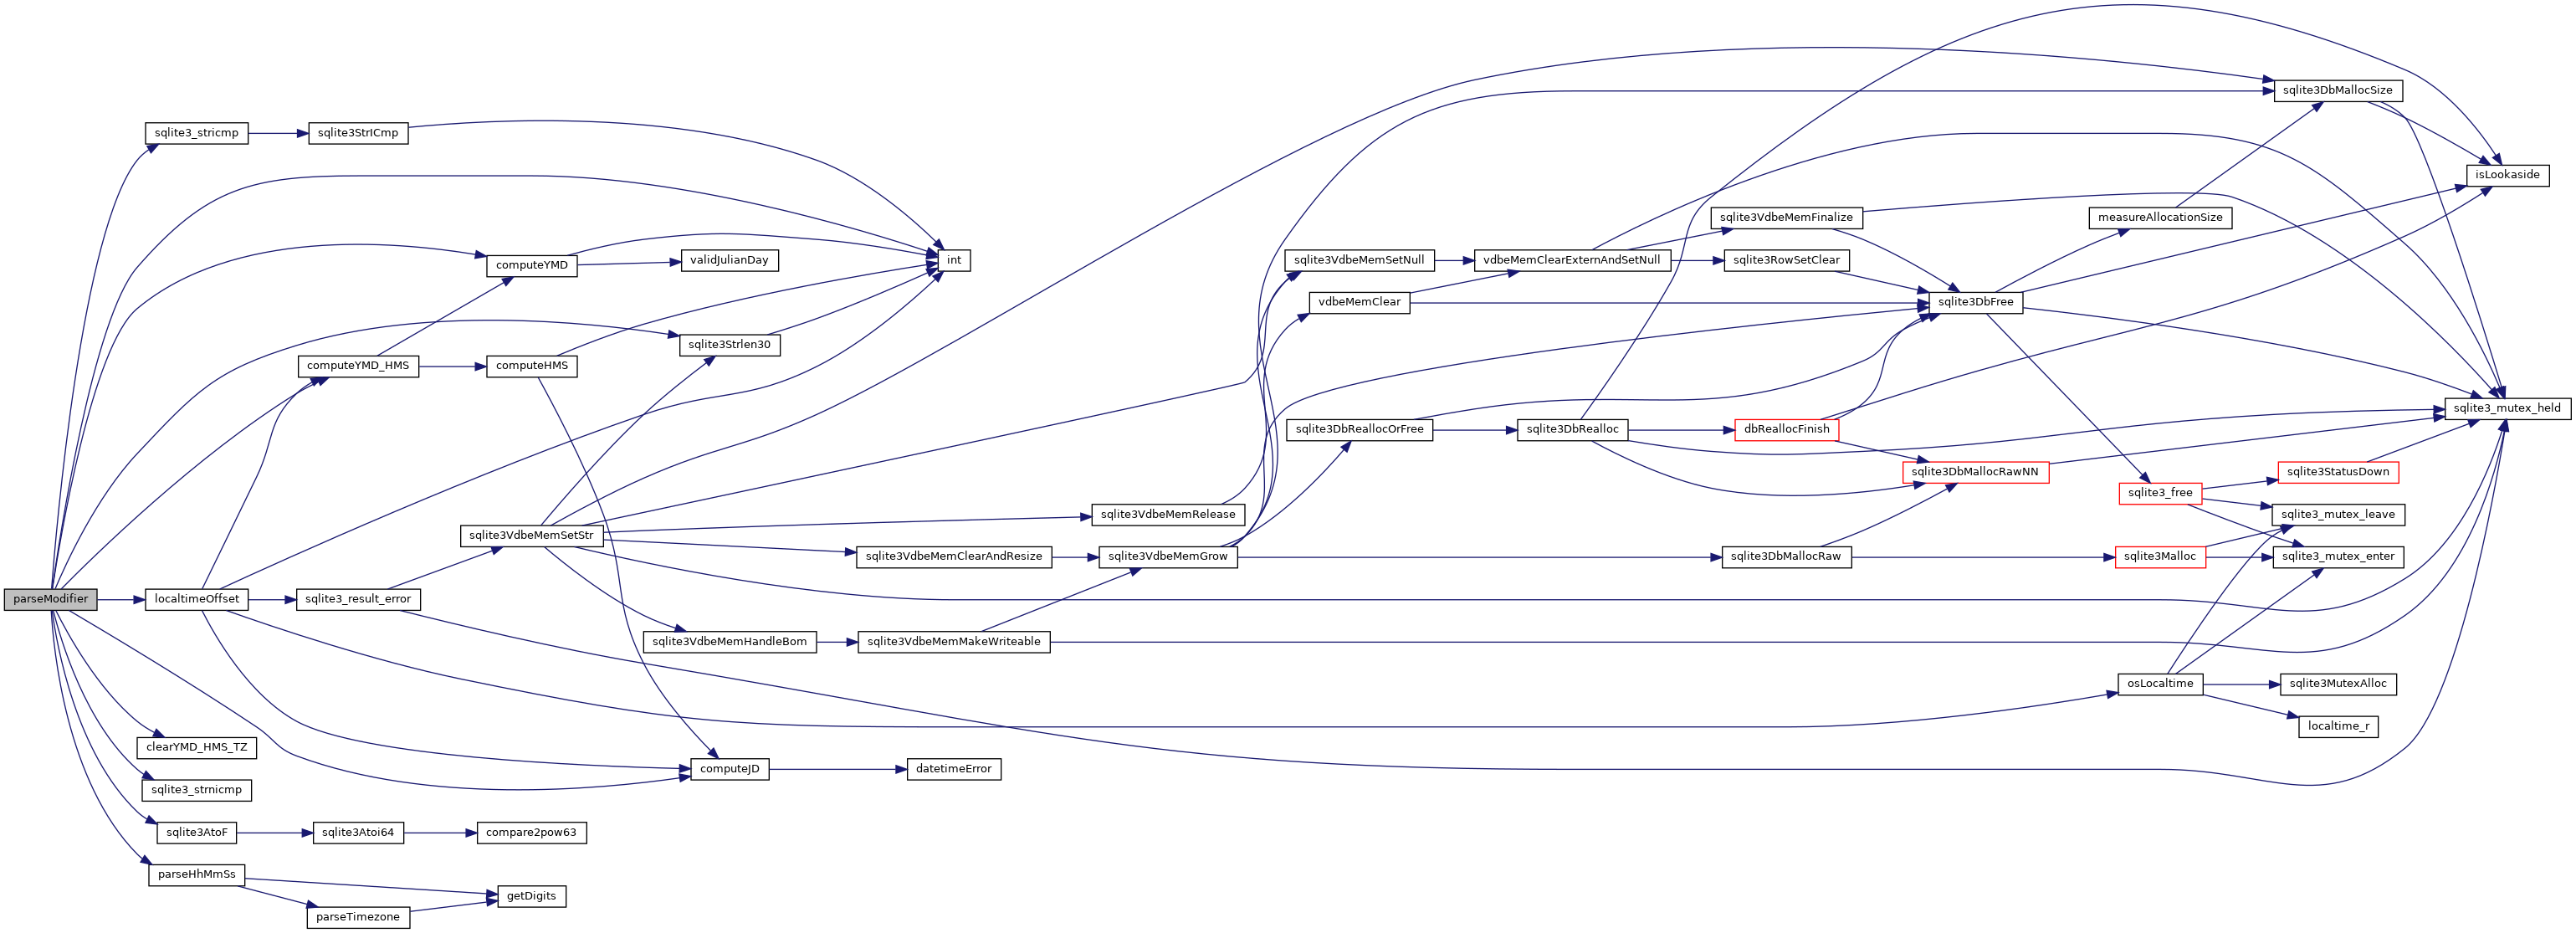 parseModifier
sqlite3_stricmp
sqlite3StrICmp
int
computeYMD
validJulianDay
sqlite3Strlen30
computeYMD_HMS
computeHMS
localtimeOffset
sqlite3_result_error
sqlite3VdbeMemSetStr
sqlite3VdbeMemRelease
sqlite3VdbeMemClearAndResize
sqlite3VdbeMemGrow
sqlite3VdbeMemHandleBom
sqlite3VdbeMemMakeWriteable
clearYMD_HMS_TZ
sqlite3_strnicmp
computeJD
datetimeError
sqlite3AtoF
sqlite3Atoi64
compare2pow63
parseHhMmSs
parseTimezone
getDigits
sqlite3VdbeMemSetNull
vdbeMemClear
vdbeMemClearExternAndSetNull
sqlite3VdbeMemFinalize
sqlite3RowSetClear
sqlite3DbFree
measureAllocationSize
sqlite3DbMallocSize
isLookaside
sqlite3_mutex_held
sqlite3DbReallocOrFree
sqlite3DbRealloc
dbReallocFinish
sqlite3DbMallocRawNN
sqlite3_free
sqlite3StatusDown
sqlite3_mutex_leave
sqlite3_mutex_enter
sqlite3DbMallocRaw
sqlite3Malloc
osLocaltime
sqlite3MutexAlloc
localtime_r